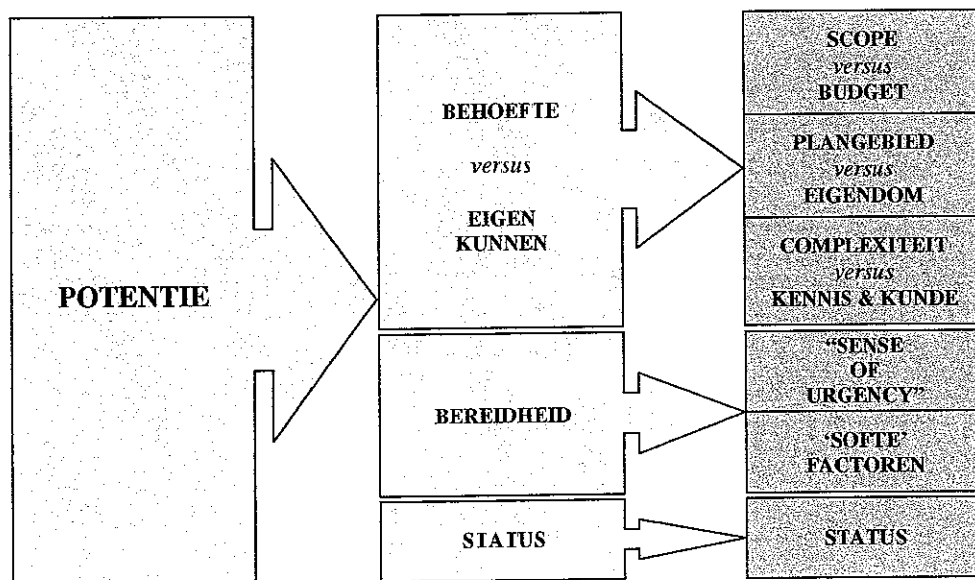 POTENTIE
BEHOEFTE
versus
EIGEN
KUNNEN
BEREIDHEID
STATUS
SCOPE
versus
BUDGET
PLANGEBIED
versus
EIGENDOM
COMPLEXITEIT
versus
KENNIS & KUNDE
“SENSE
OF
URGENCY”
‘SOFTE’
FACTOREN
STATUS